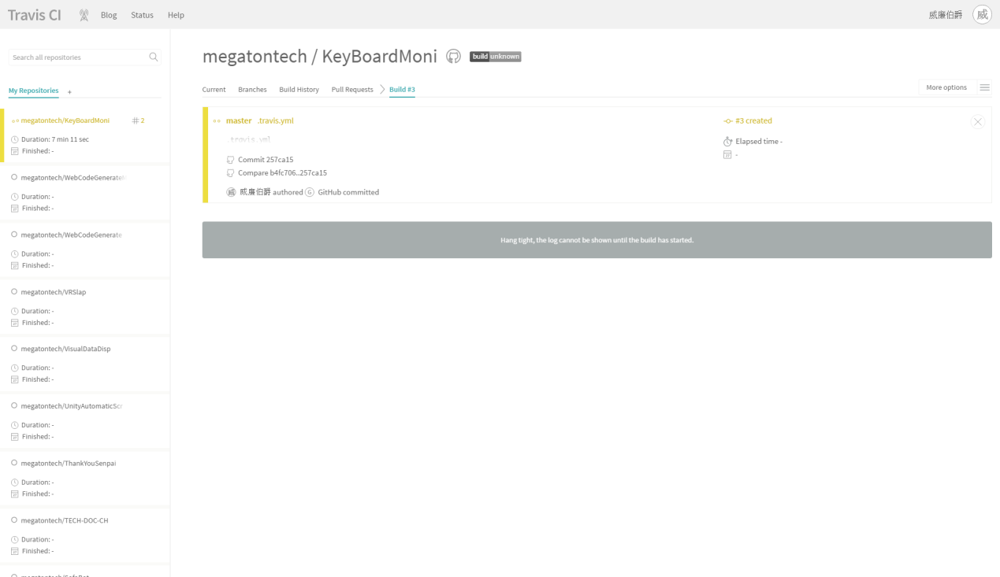 Travis CI
Blog
Status
Help
威廉伯爵
威
Search all repositories
My Repositories
+
megatontech/KeyBoardMoni
# 2
Duration: 7 min 11 sec
Finished: -
megatontech/WebCodeGenerate
Duration: -
Finished: -
megatontech/WebCodeGenerate
Duration: -
Finished: -
megatontech/VRSlap
Duration: -
Finished: -
megatontech/VisualDataDisp
Duration: -
Finished: -
megatontech/UnityAutomaticScr
Duration: -
Finished: -
megatontech/ThankYouSenpai
Duration: -
Finished: -
megatontech/TECH-DOC-CH
Duration: -
Finished: -
megatontech / KeyBoardMoni
build unknown
Current
Branches
Build History
Pull Requests
Build #3
More options
master .travis.yml
.travis.yml
Commit 257ca15
Compare b4fc706..257ca15
威 威廉伯爵 authored G GitHub committed
#3 created
Elapsed time -
-
Hang tight, the log cannot be shown until the build has started.